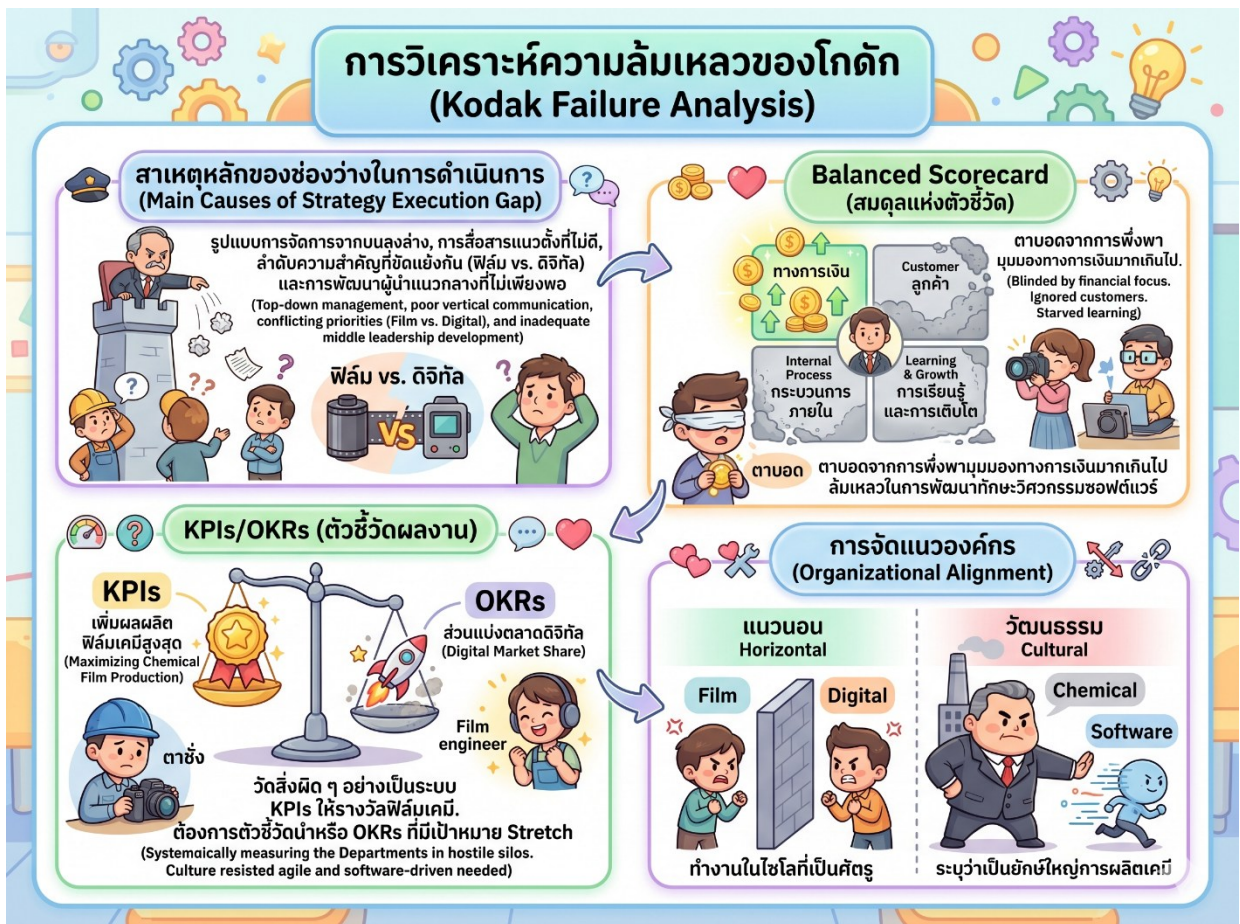 การวิเคราะห์ความล้มเหลวของโกดัก
(Kodak Failure Analysis)
สาเหตุหลักของช่องว่างในการดำเนินการ
(Main Causes of Strategy Execution Gap)
รูปแบบการจัดการจากบนลงล่าง, การสื่อสารแนวตั้งที่ไม่ดี,
ลำดับความสำคัญที่ขัดแย้งกัน (ฟิล์ม vs. ดิจิทัล)
และการพัฒนาผู้นำแนวกลางที่ไม่เพียงพอ
(Top-down management, poor vertical communication,
conflicting priorities (Film vs. Digital), and inadequate
middle leadership development)
?
? ?
?
ฟิล์ม vs. ดิจิทัล
VS
?
Balanced Scorecard
(สมดุลแห่งตัวชี้วัด)
ทางการเงิน
Customer
ลูกค้า
Internal
Process
กระบวนการ
ภายใน
Learning
& Growth
การเรียนรู้
และการเติบโต
ตาบอดจากการพึ่งพา
มุมมองทางการเงินมากเกินไป.
(Blinded by financial focus.
Ignored customers.
Starved learning)
ตาบอด
ตาบอดจากการพึ่งพามุมมองทางการเงินมากเกินไป
ล้มเหลวในการพัฒนาทักษะวิศวกรรมซอฟต์แวร์
KPIs/OKRs (ตัวชี้วัดผลงาน)
KPIs
เพิ่มผลผลิต
ฟิล์มเคมีสูงสุด
(Maximizing Chemical
Film Production)
OKRs
ส่วนแบ่งตลาดดิจิทัล
(Digital Market Share)
ตาชั่ง
Film
engineer
วัดสิ่งผิด ๆ อย่างเป็นระบบ
KPIs ให้รางวัลฟิล์มเคมี.
ต้องการตัวชี้วัดนำหรือ OKRs ที่มีเป้าหมาย Stretch
(Systemaically measuring the Departments in hostile silos.
Culture resisted agile and software-driven needed)
การจัดแนวองค์กร
(Organizational Alignment)
แนวนอน
Horizontal
Film
Digital
ทำงานในไซโลที่เป็นศัตรู
วัฒนธรรม
Cultural
Chemical
Software
ระบุว่าเป็นยักษ์ใหญ่การผลิตเคมี